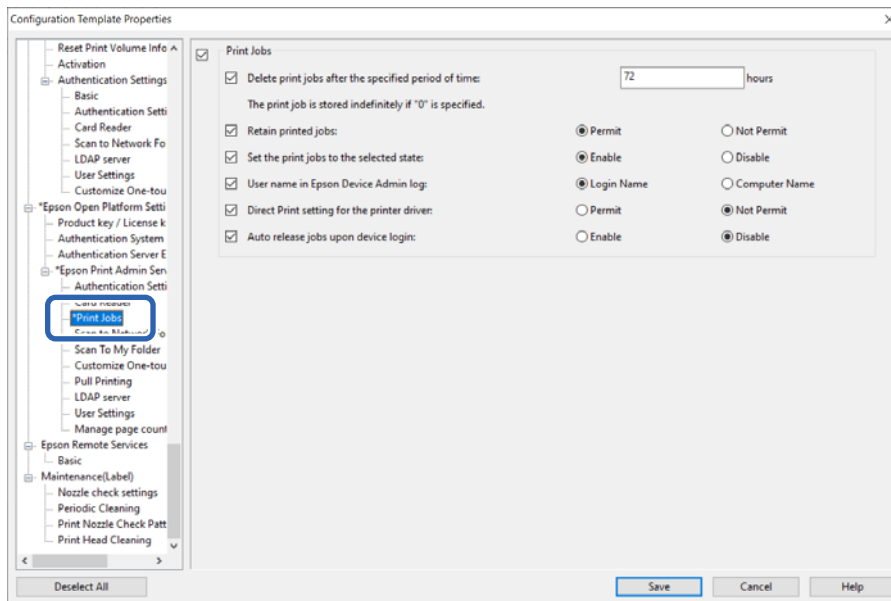 Configuration Template Properties
Reset Print Volume Info
Activation
Authentication Settings
Basic
Authentication Setti
Card Reader
Scan to Network Fo
LDAP server
User Settings
Customize One-tou
*Epson Open Platform Setti
Product key / License k
Authentication System
Authentication Server E
*Epson Print Admin Ser
Authentication Setti
Card Reader
*Print Jobs
Scan to Network Fo
Scan To My Folder
Customize One-tou
Pull Printing
LDAP server
User Settings
Manage page count
Epson Remote Services
Basic
Maintenance(Label)
Nozzle check settings
Periodic Cleaning
Print Nozzle Check Patt
Print Head Cleaning
Print Jobs
Delete print jobs after the specified period of time: 72 hours
The print job is stored indefinitely if "0" is specified.
Retain printed jobs: Permit Not Permit
Set the print jobs to the selected state: Enable Disable
User name in Epson Device Admin log: Login Name Computer Name
Direct Print setting for the printer driver: Permit Not Permit
Auto release jobs upon device login: Enable Disable
Deselect All Save Cancel Help